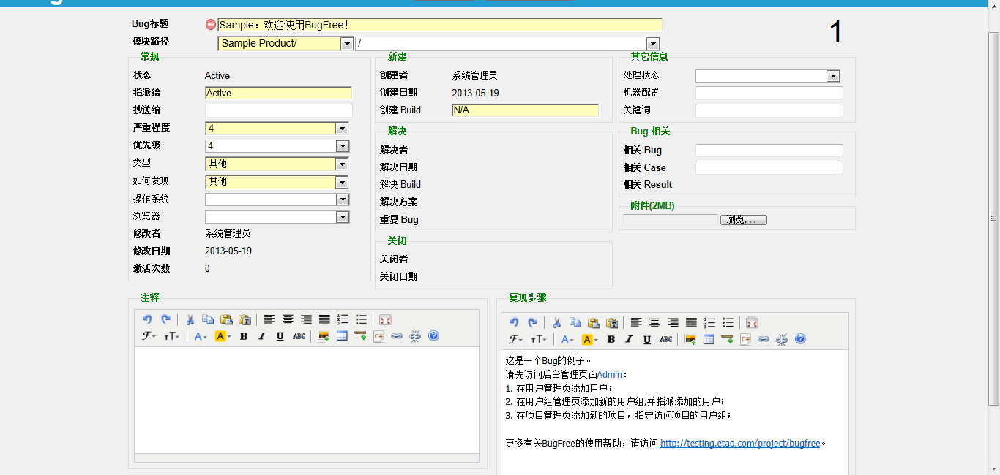 Bug标题 Sample：欢迎使用BugFree！
1
模块路径 Sample Product/ /
常规
状态 Active
指派给 Active
抄送给
严重程度 4
优先级 4
类型 其他
如何发现 其他
操作系统
浏览器
修改者 系统管理员
修改日期 2013-05-19
激活次数 0
新建
创建者 系统管理员
创建日期 2013-05-19
创建 Build N/A
解决
解决者
解决日期
解决 Build
解决方案
重复 Bug
关闭
关闭者
关闭日期
其它信息
处理状态
机器配置
关键词
Bug 相关
相关 Bug
相关 Case
相关 Result
附件(2MB)
浏览...
注释
ABC
复现步骤
ABC
这是一个Bug的例子。
请先访问后台管理页面Admin：
1. 在用户管理页添加用户；
2. 在用户组管理页添加新的用户组,并指派添加的用户；
3. 在项目管理页添加新的项目，指定访问项目的用户组；
更多有关BugFree的使用帮助，请访问 http://testing.etao.com/project/bugfree。